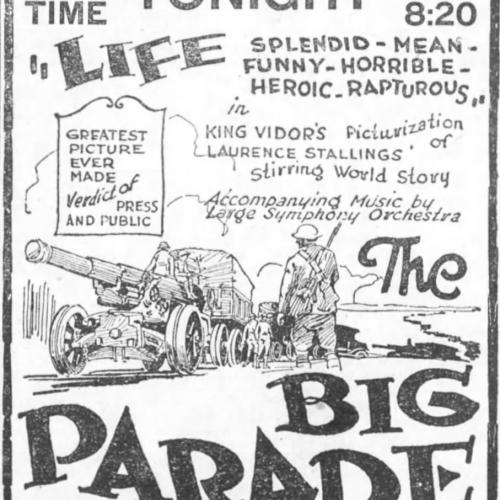 TIME TONIGHT 8:20
"LIFE
SPLENDID - MEAN -
FUNNY - HORRIBLE -
HEROIC - RAPTUROUS"
in
GREATEST
PICTURE
EVER
MADE
Verdict of
PRESS
AND PUBLIC
KING VIDOR'S Picturization
of
LAURENCE STALLINGS'
Stirring World Story
Accompanying Music by
Large Symphony Orchestra
The
BIG
PARADE